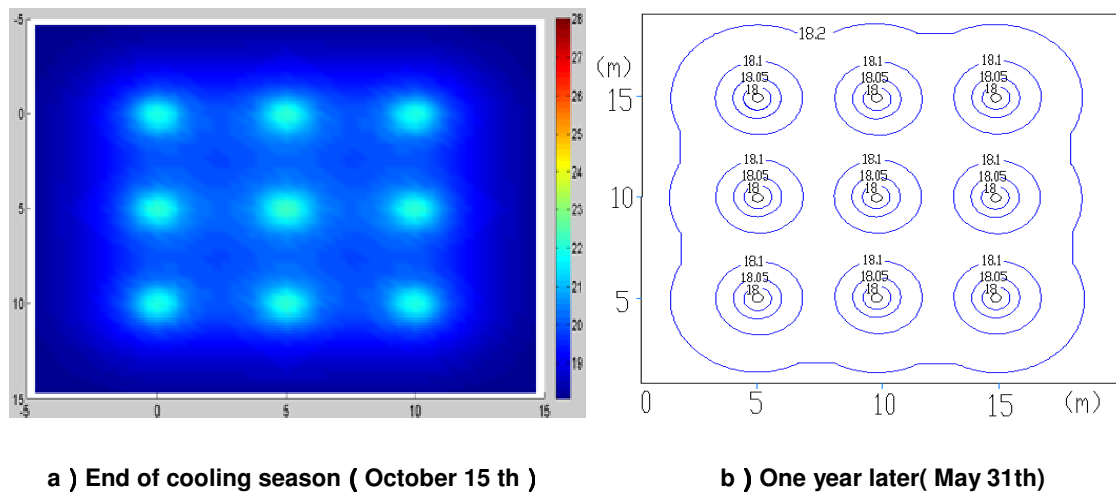 -5
0
5
10
15
-5
0
5
10
15
28
27
26
25
24
23
22
21
20
19
18.2
(m)
15
10
5
18.1 18.1 18.1
18.05 18.05 18.05
18 18 18
18.1 18.1 18.1
18.05 18.05 18.05
18 18 18
18.1 18.1 18.1
18.05 18.05 18.05
18 18 18
0 5 10 15 (m)
a ) End of cooling season ( October 15 th )
b ) One year later( May 31th)